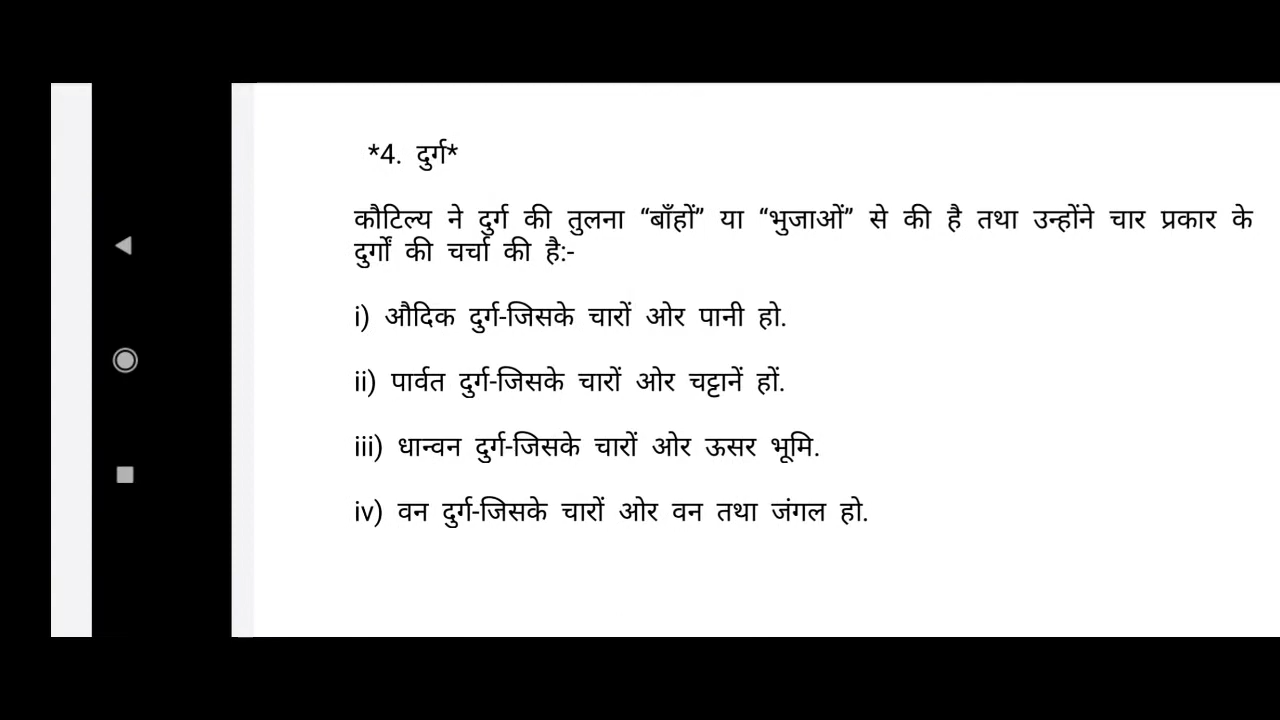 *4. दुर्ग*
कौटिल्य ने दुर्ग की तुलना “बाँहों” या “भुजाओं” से की है तथा उन्होंने चार प्रकार के
दुर्गों की चर्चा की है:-
i) औदिक दुर्ग-जिसके चारों ओर पानी हो.
ii) पार्वत दुर्ग-जिसके चारों ओर चट्टानें हों.
iii) धान्वन दुर्ग-जिसके चारों ओर ऊसर भूमि.
iv) वन दुर्ग-जिसके चारों ओर वन तथा जंगल हो.